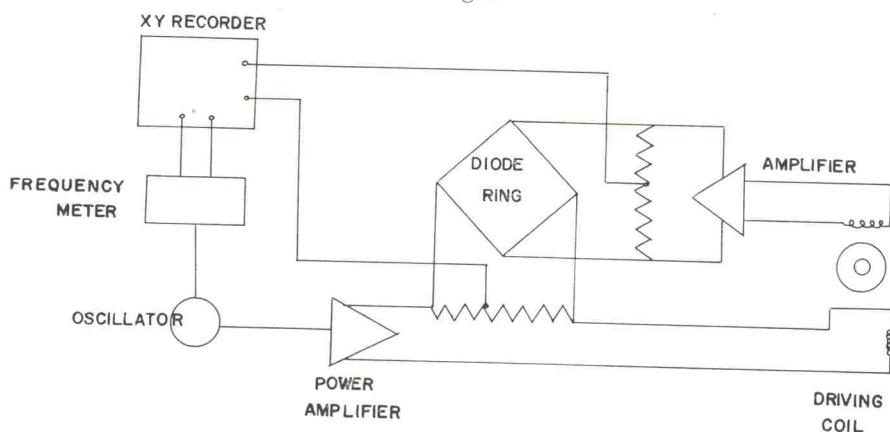 XY RECORDER
DIODE
RING
AMPLIFIER
FREQUENCY
METER
OSCILLATOR
POWER
AMPLIFIER
DRIVING
COIL